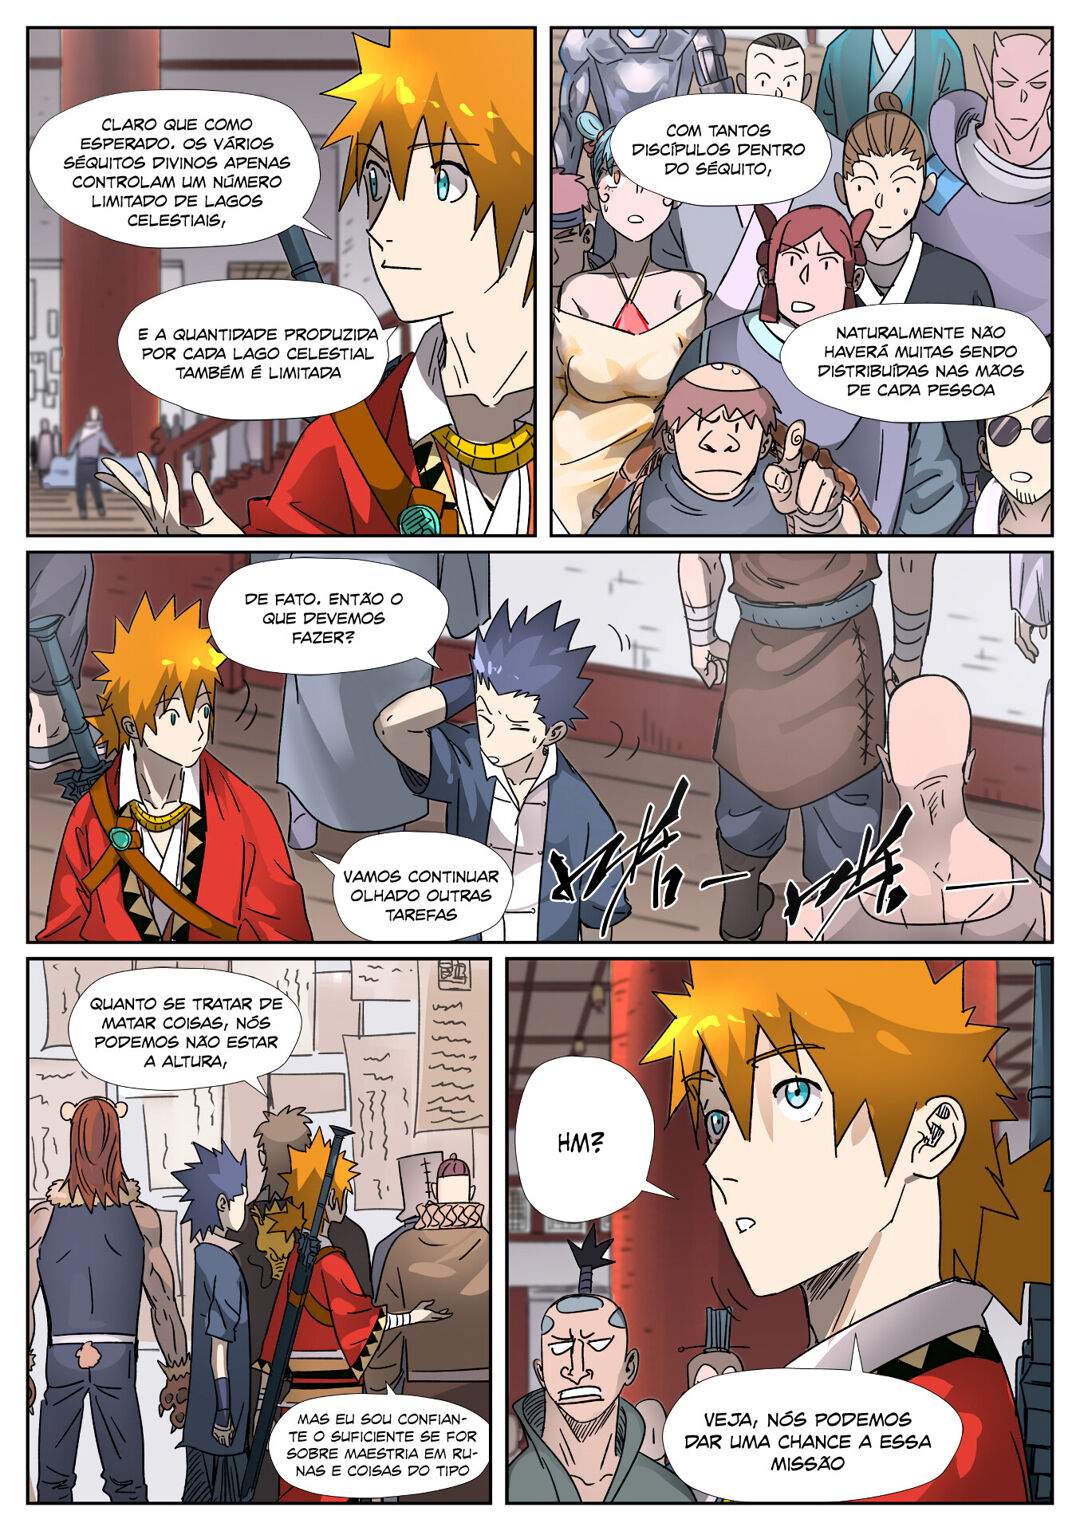 CLARO QUE COMO
ESPERADO. OS VÁRIOS
SÉQUITOS DIVINOS APENAS
CONTROLAM UM NÚMERO
LIMITADO DE LAGOS
CELESTIAIS,
E A QUANTIDADE PRODUZIDA
POR CADA LAGO CELESTIAL
TAMBÉM É LIMITADA
COM TANTOS
DISCÍPULOS DENTRO
DO SÉQUITO,
NATURALMENTE NÃO
HAVERÁ MUITAS SENDO
DISTRIBUÍDAS NAS MÃOS
DE CADA PESSOA
DE FATO. ENTÃO O
QUE DEVEMOS
FAZER?
VAMOS CONTINUAR
OLHADO OUTRAS
TAREFAS
QUANTO SE TRATAR DE
MATAR COISAS, NÓS
PODEMOS NÃO ESTAR
A ALTURA,
MAS EU SOU CONFIAN-
TE O SUFICIENTE SE FOR
SOBRE MAESTRIA EM RU-
NAS E COISAS DO TIPO
HM?
VEJA, NÓS PODEMOS
DAR UMA CHANCE A ESSA
MISSÃO